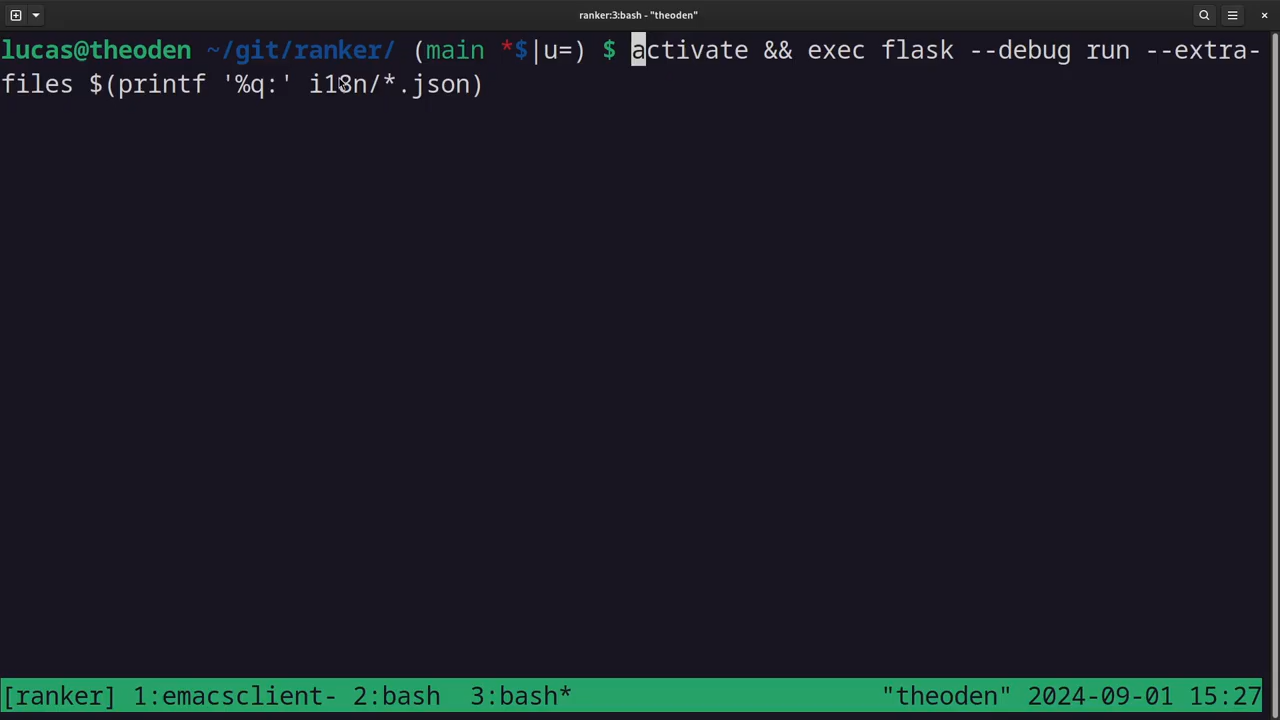 ranker:3:bash - "theoden"
lucas@theoden ~/git/ranker/ (main *$|u=) $ activate && exec flask --debug run --extra-
files $(printf '%q:' i18n/*.json)
[ranker] 1:emacsclient- 2:bash  3:bash*
"theoden" 2024-09-01 15:27